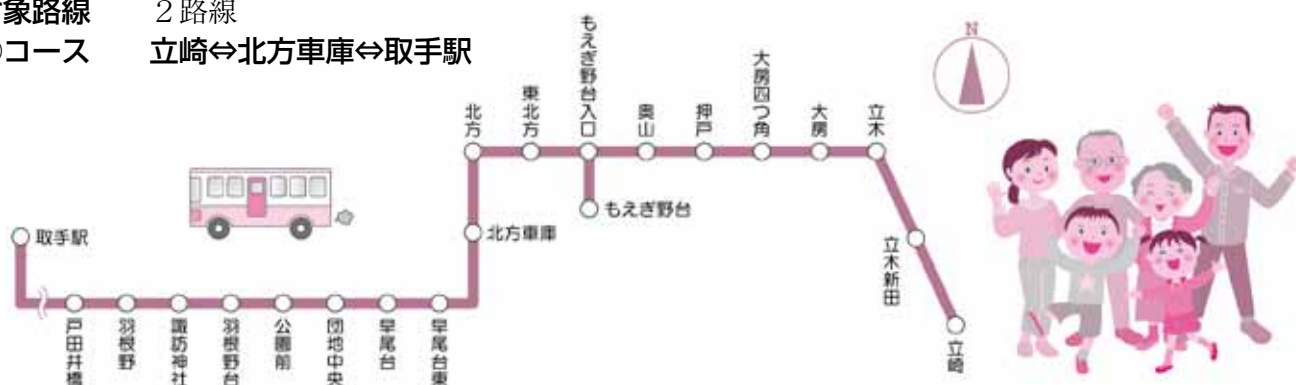 象路線 2路線
コース 立崎⇔北方車庫⇔取手駅
N
取手駅
戸田井橋
羽根野
諏訪神社
羽根野台
公園前
団地中央
早尾台
早尾台東
北方車庫
北方
東北方
もえぎ野台入口
もえぎ野台
奥山
押戸
大房四つ角
大房
立木
立木新田
立崎